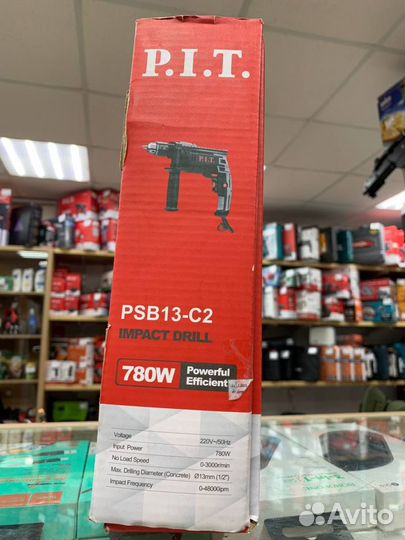 P.I.T.
P.I.T.
PSB13-C2
IMPACT DRILL
780W Powerful
Efficient
Voltage 220V~/50Hz
Input Power 780W
No Load Speed 0-3000r/min
Max. Drilling Diameter (Concrete) Ø13mm (1/2")
Impact Frequency 0-48000ipm
Avito